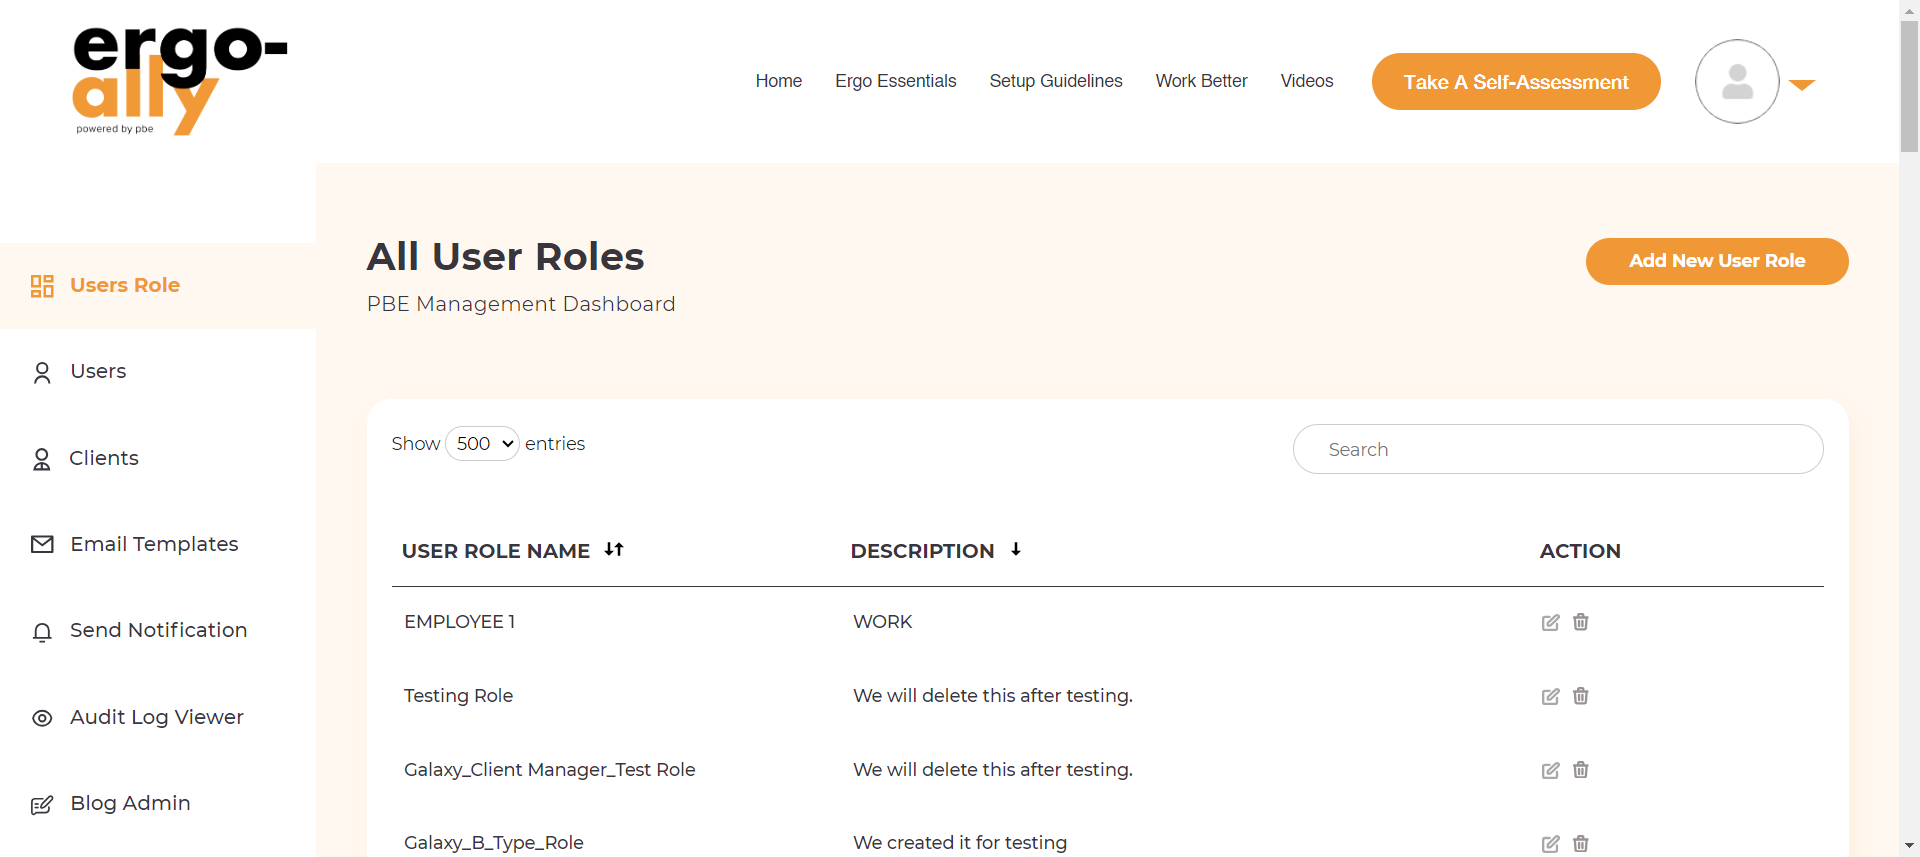 ergo-
ally
powered by pbe
Home
Ergo Essentials
Setup Guidelines
Work Better
Videos
Take A Self-Assessment
Users Role
Users
Clients
Email Templates
Send Notification
Audit Log Viewer
Blog Admin
All User Roles
PBE Management Dashboard
Add New User Role
Show 500 entries
Search
USER ROLE NAME DESCRIPTION ACTION
EMPLOYEE 1 WORK
Testing Role We will delete this after testing.
Galaxy_Client Manager_Test Role We will delete this after testing.
Galaxy_B_Type_Role We created it for testing